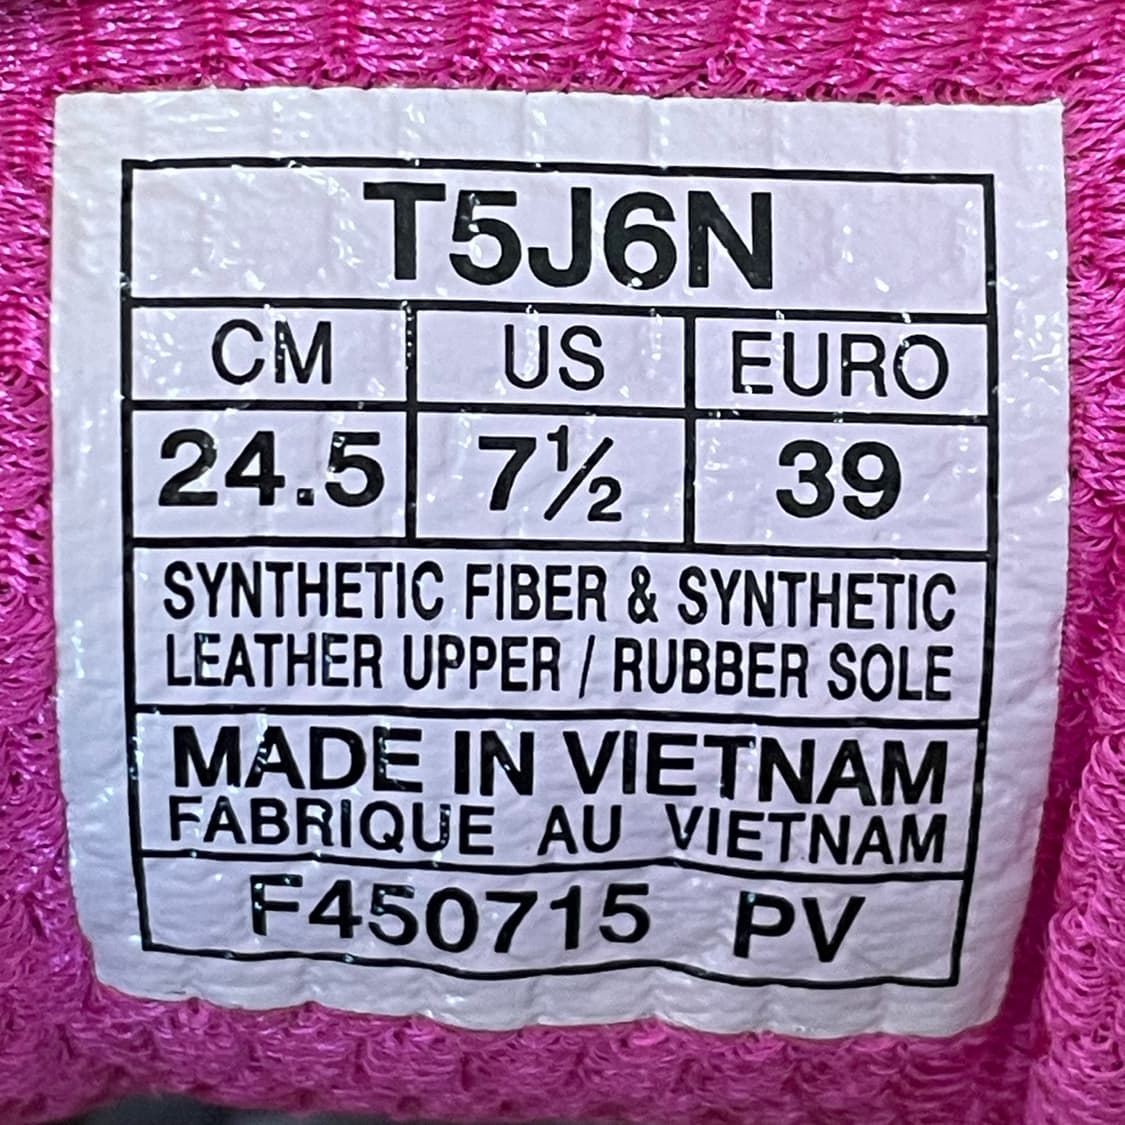 T5J6N
CM US EURO
24.5 7½ 39
SYNTHETIC FIBER & SYNTHETIC
LEATHER UPPER / RUBBER SOLE
MADE IN VIETNAM
FABRIQUE AU VIETNAM
F450715 PV